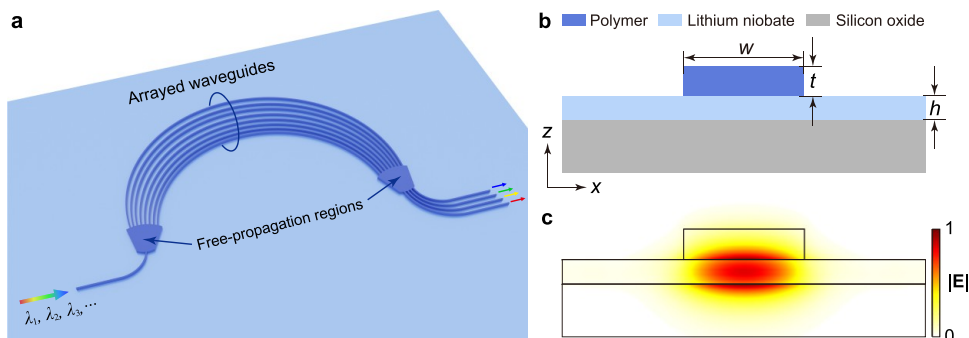 a
Arrayed waveguides
Free-propagation regions
λ1, λ2, λ3,...
b
Polymer
Lithium niobate
Silicon oxide
w
t
h
z
x
c
1
|E|
0